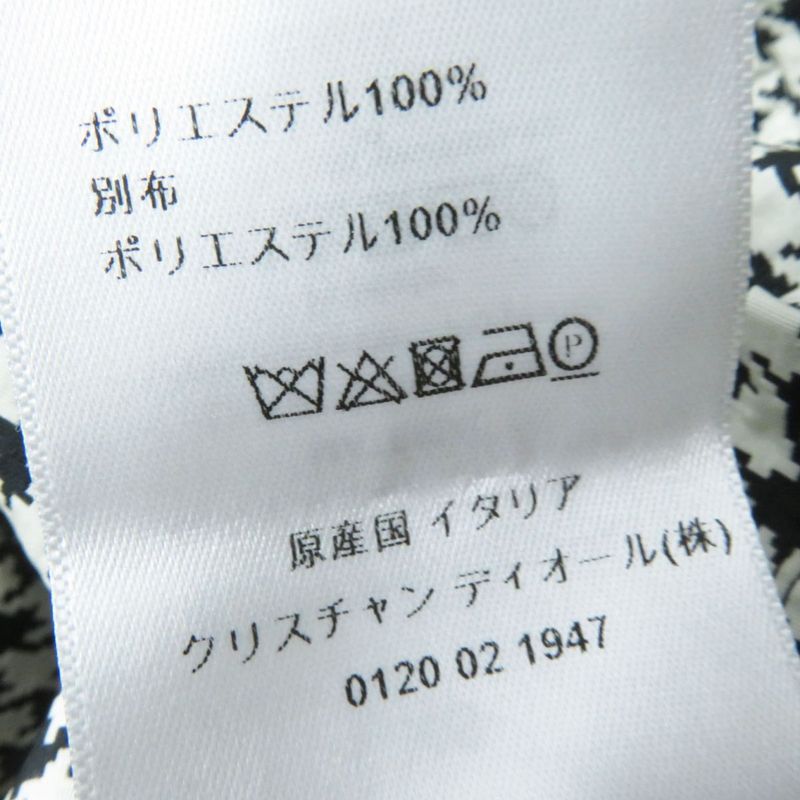 ポリエステル100%
別布
ポリエステル100%
P
原産国 イタリア
クリスチャン ディオール(株)
0120 02 1947